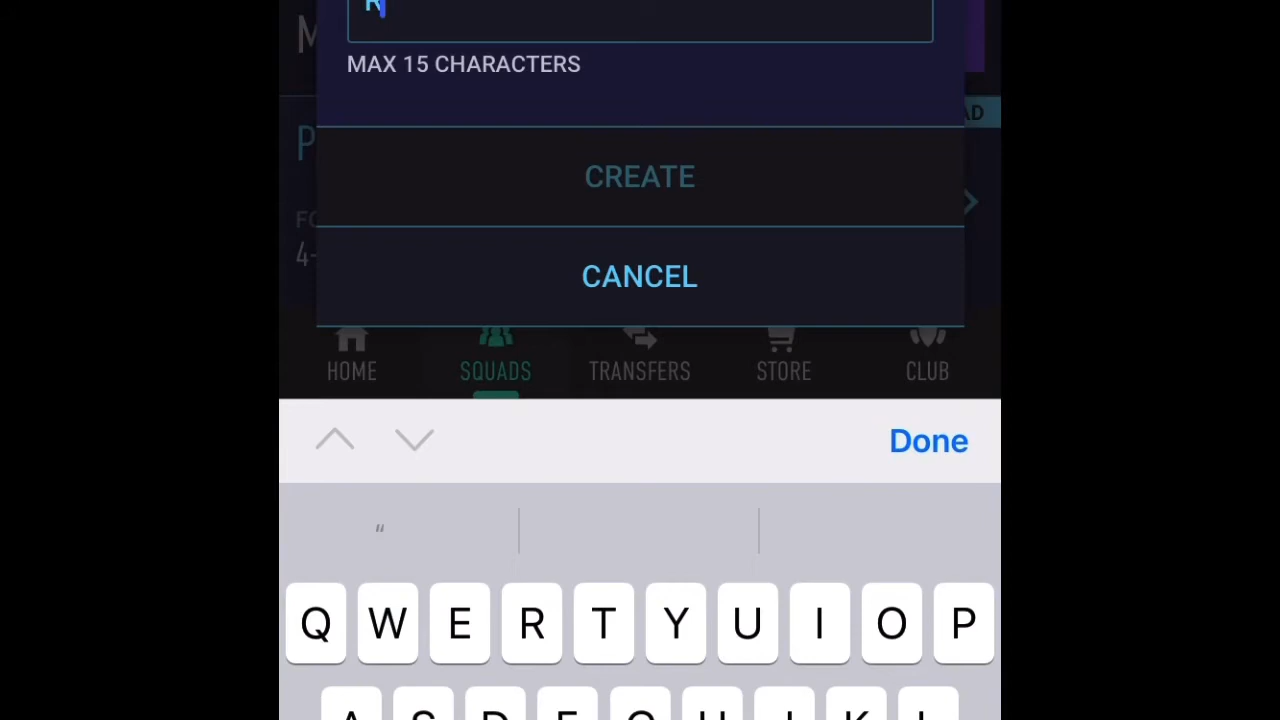 R
MAX 15 CHARACTERS
CREATE
CANCEL
HOME SQUADS TRANSFERS STORE CLUB
Done
"
Q W E R T Y U I O P
A S D F G H J K L